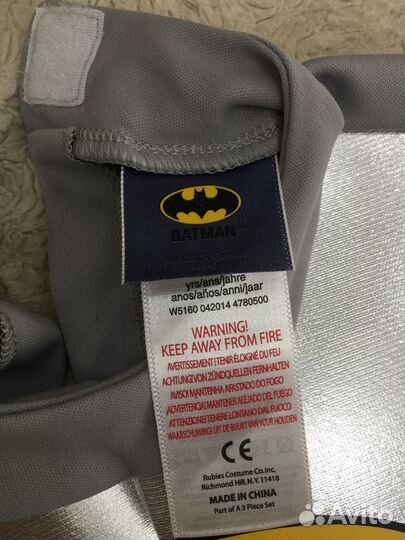 BATMAN™
yrs/ans/jahre
anos/años/anni/jaar
W5160 042014 4780500
WARNING!
KEEP AWAY FROM FIRE
AVERTISSEMENT! TENIR ÉLOIGNÉ DU FEU
ACHTUNG! VON ZÜNDQUELLEN FERNHALTEN
AVISO! MANTENHA AFASTADO DO FOGO
¡ADVERTENCIA! MANTENER ALEJADO DEL FUEGO
ATTENZIONE! TENERE LONTANO DAL FUOCO
WAARSCHUWING! UIT DE BUURT VAN VUUR HOUDEN
CE
Rubies Costume Co. Inc,
Richmond Hill, N.Y. 11418
MADE IN CHINA
Part of A 3 Piece Set
Avito